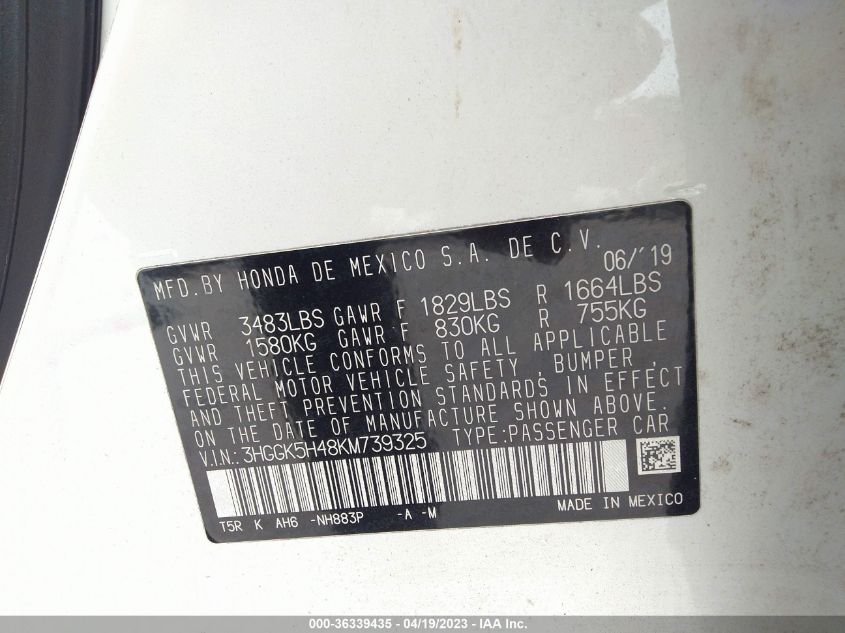 MFD.BY HONDA DE MEXICO S.A. DE C.V. 06/'19
GVWR 3483LBS GAWR F 1829LBS R 1664LBS
GVWR 1580KG GAWR F 830KG R 755KG
THIS VEHICLE CONFORMS TO ALL APPLICABLE
FEDERAL MOTOR VEHICLE SAFETY, BUMPER,
AND THEFT PREVENTION STANDARDS IN EFFECT
ON THE DATE OF MANUFACTURE SHOWN ABOVE.
V.IN.: 3HGGK5H48KM739325 TYPE:PASSENGER CAR
T5R K AH6 -NH883P -A -M MADE IN MEXICO
000-36339435 - 04/19/2023 - IAA Inc.